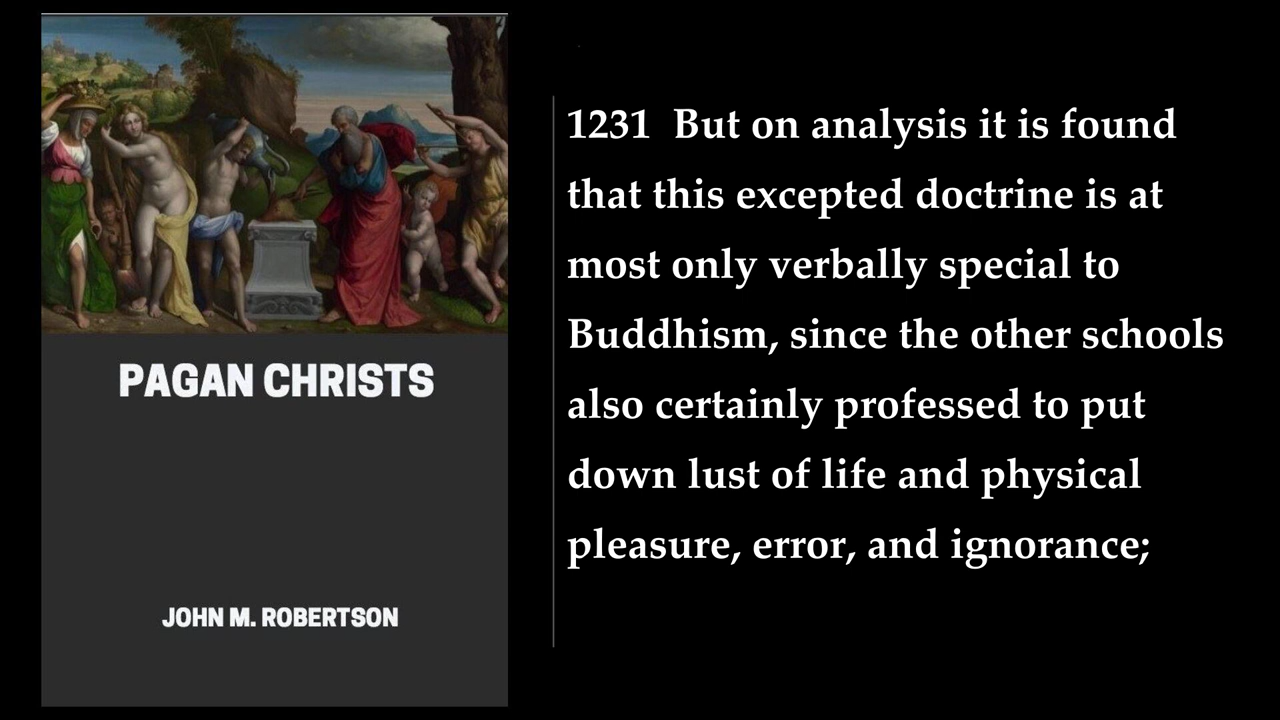 PAGAN CHRISTS
JOHN M. ROBERTSON
1231 But on analysis it is found
that this excepted doctrine is at
most only verbally special to
Buddhism, since the other schools
also certainly professed to put
down lust of life and physical
pleasure, error, and ignorance;